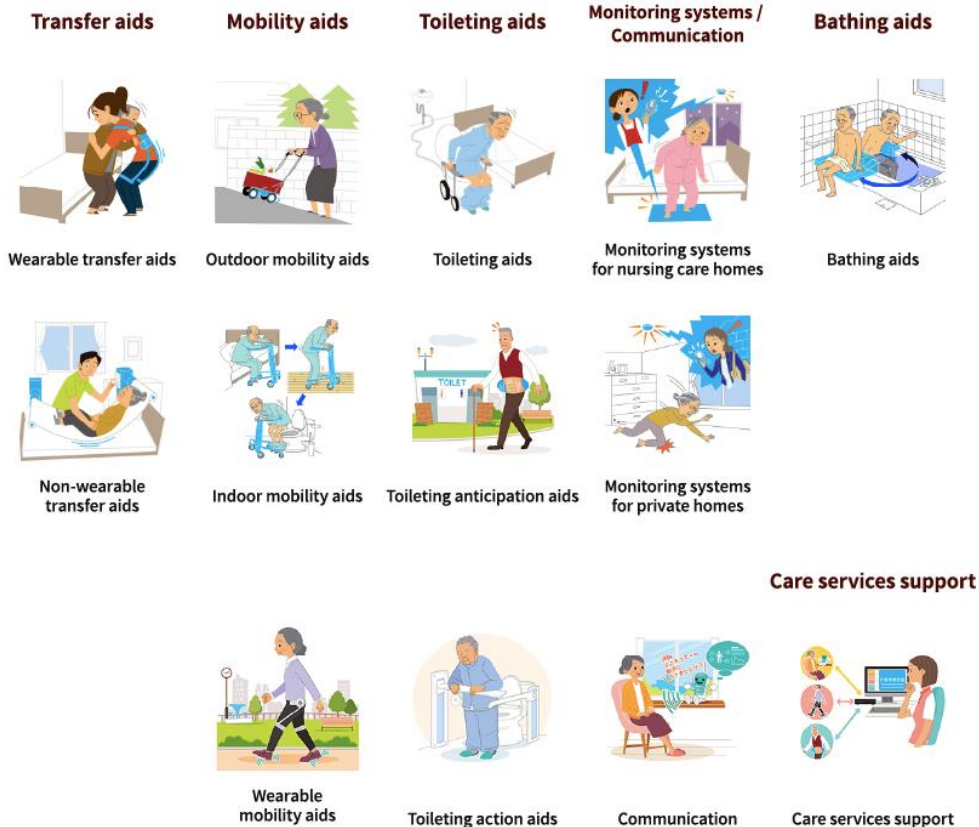 Transfer aids
Mobility aids
Toileting aids
Monitoring systems /
Communication
Bathing aids
Wearable transfer aids
Outdoor mobility aids
Toileting aids
Monitoring systems
for nursing care homes
Bathing aids
TOILET
Non-wearable
transfer aids
Indoor mobility aids
Toileting anticipation aids
Monitoring systems
for private homes
Care services support
Wearable
mobility aids
Toileting action aids
Communication
Care services support